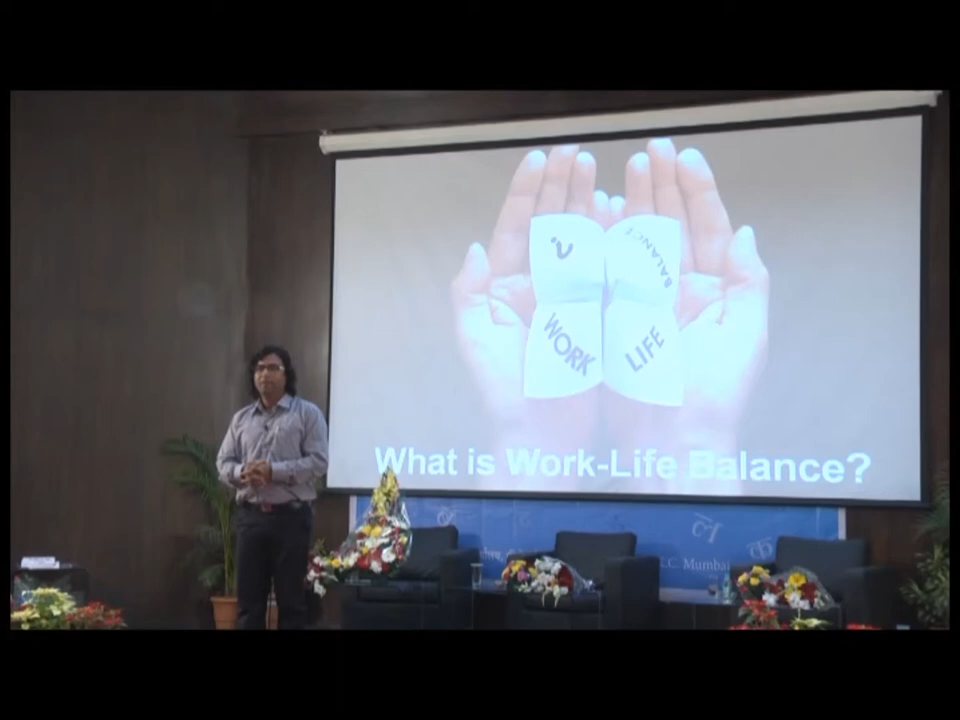 ?
BALANCE
WORK
LIFE
What is Work-Life Balance?
Mumbai